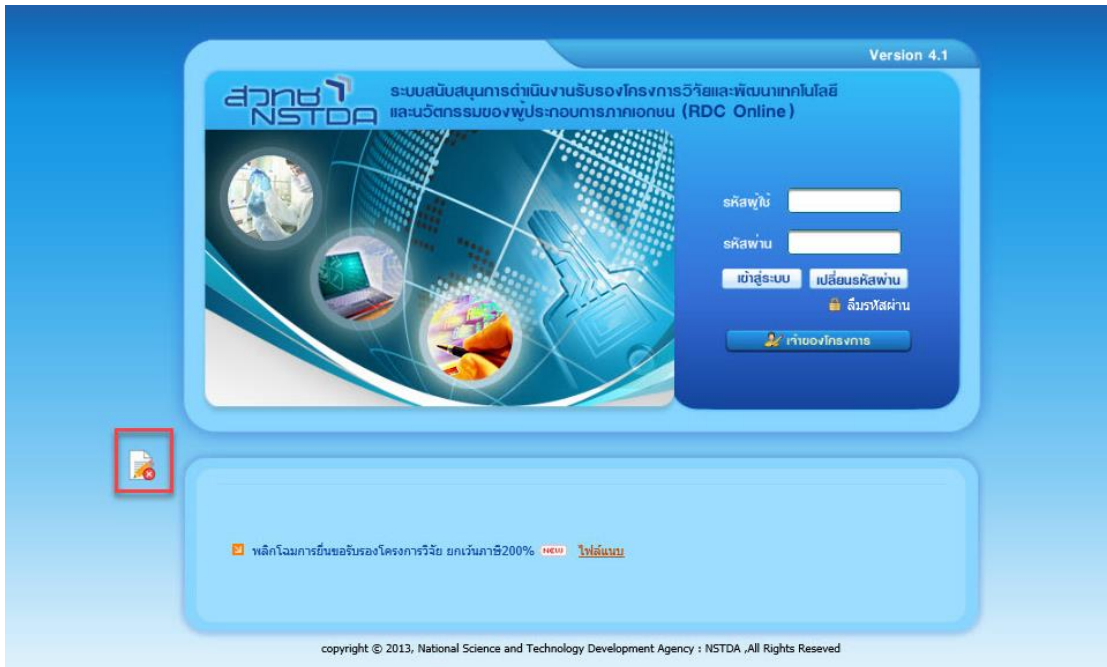 Version 4.1
สวทช
NSTDA
ระบบสนับสนุนการดำเนินงานรับรองโครงการวิจัยและพัฒนาเทคโนโลยี
และนวัตกรรมของผู้ประกอบการภาคเอกชน (RDC Online)
รหัสผู้ใช้
รหัสผ่าน
เข้าสู่ระบบ เปลี่ยนรหัสผ่าน
ลืมรหัสผ่าน
เจ้าของโครงการ
พลิกโฉมการยื่นขอรับรองโครงการวิจัย ยกเว้นภาษี200% NEW ไฟล์แนบ
copyright © 2013, National Science and Technology Development Agency : NSTDA ,All Rights Reseved